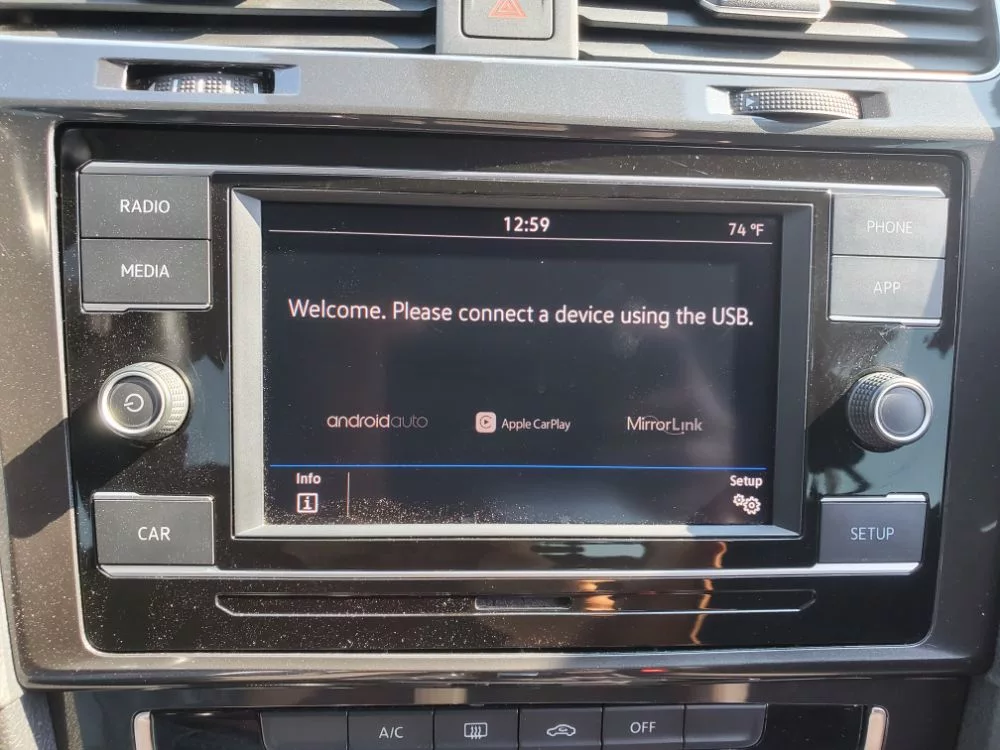 RADIO
MEDIA
12:59
74 °F
PHONE
APP
Welcome. Please connect a device using the USB.
androidauto
Apple CarPlay
MirrorLink
Info
Setup
CAR
SETUP
A/C
OFF